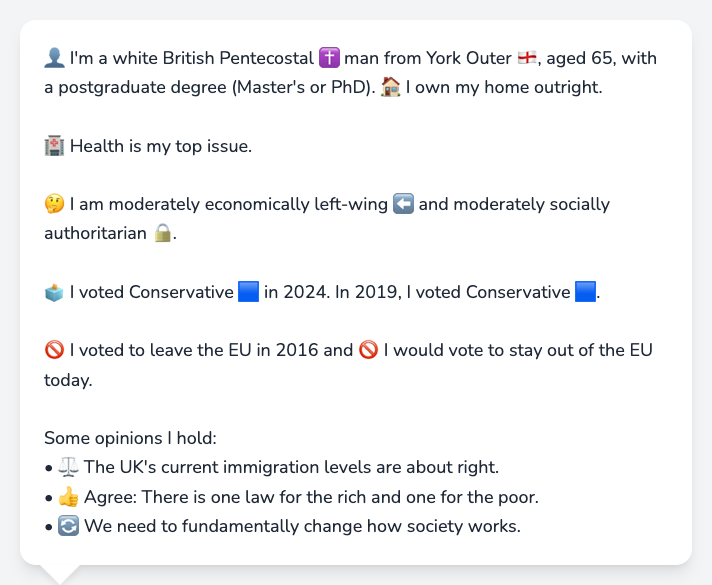 👤 I'm a white British Pentecostal ✝️ man from York Outer 🏴󠁧󠁢󠁥󠁮󠁧󠁿, aged 65, with
a postgraduate degree (Master's or PhD). 🏠 I own my home outright.
🏥 Health is my top issue.
🤔 I am moderately economically left-wing ⬅️ and moderately socially
authoritarian 🔒.
🗳️ I voted Conservative 🟦 in 2024. In 2019, I voted Conservative 🟦.
🚫 I voted to leave the EU in 2016 and 🚫 I would vote to stay out of the EU
today.
Some opinions I hold:
• ⚖️ The UK's current immigration levels are about right.
• 👍 Agree: There is one law for the rich and one for the poor.
• 🔄 We need to fundamentally change how society works.